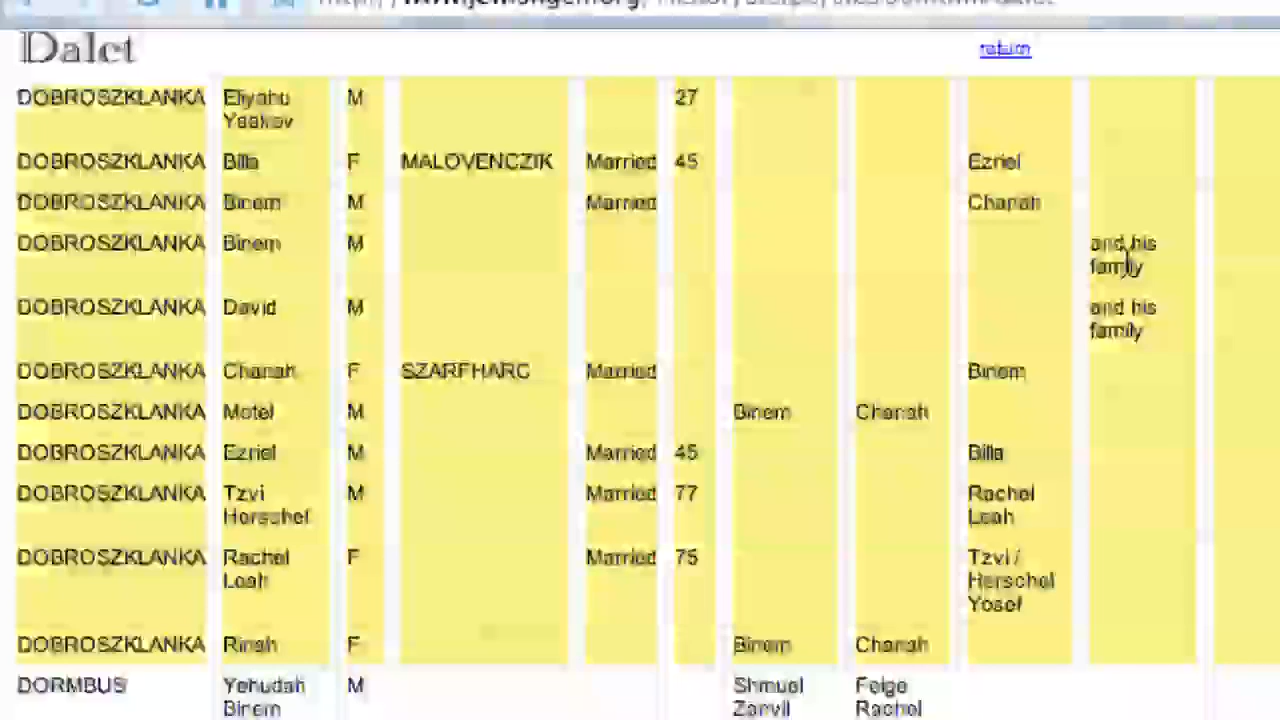 Dalet
return
DOBROSZKLANKA Eliyahu M 27
Yaakov
DOBROSZKLANKA Billa F MALOVENCZIK Married 45 Ezriel
DOBROSZKLANKA Binem M Married Chanah
DOBROSZKLANKA Binem M and his
family
DOBROSZKLANKA David M and his
family
DOBROSZKLANKA Chanah F Married Binem
DOBROSZKLANKA Motel M Binem Chanah
DOBROSZKLANKA Ezriel M Married 45 Billa
DOBROSZKLANKA Tzvi M Married 77 Rachel
Herschel Leah
DOBROSZKLANKA Rachel F Married 75 Tzvi /
Leah Herschel
Yosef
DOBROSZKLANKA Rinah F Binem Chanah
DORMBUS Yehudah M Shmuel Feige
Binem Zanvil Rachel